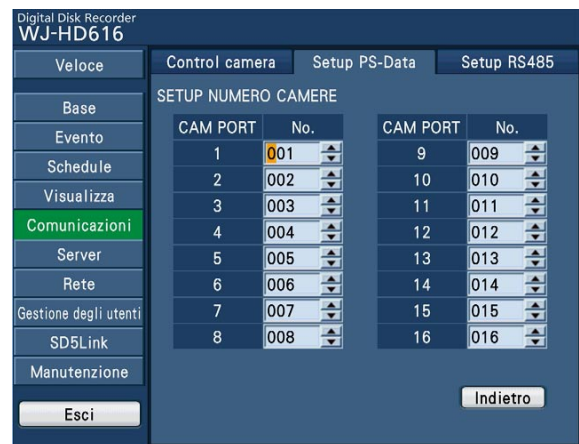 Digital Disk Recorder
WJ-HD616
Veloce
Base
Evento
Schedule
Visualizza
Comunicazioni
Server
Rete
Gestione degli utenti
SD5Link
Manutenzione
Esci
Control camera Setup PS-Data Setup RS485
SETUP NUMERO CAMERE
CAM PORT No. CAM PORT No.
1 001 9 009
2 002 10 010
3 003 11 011
4 004 12 012
5 005 13 013
6 006 14 014
7 007 15 015
8 008 16 016
Indietro